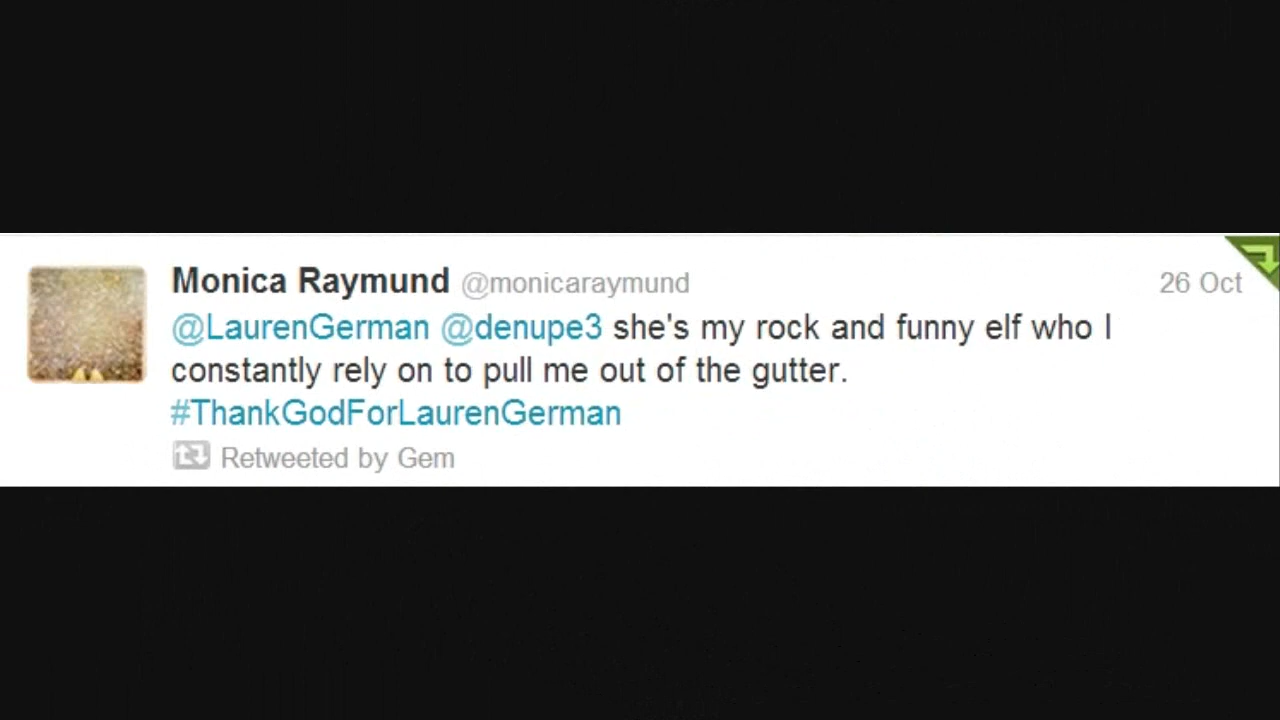 Monica Raymund @monicaraymund 26 Oct
@LaurenGerman @denupe3 she's my rock and funny elf who I
constantly rely on to pull me out of the gutter.
#ThankGodForLaurenGerman
Retweeted by Gem